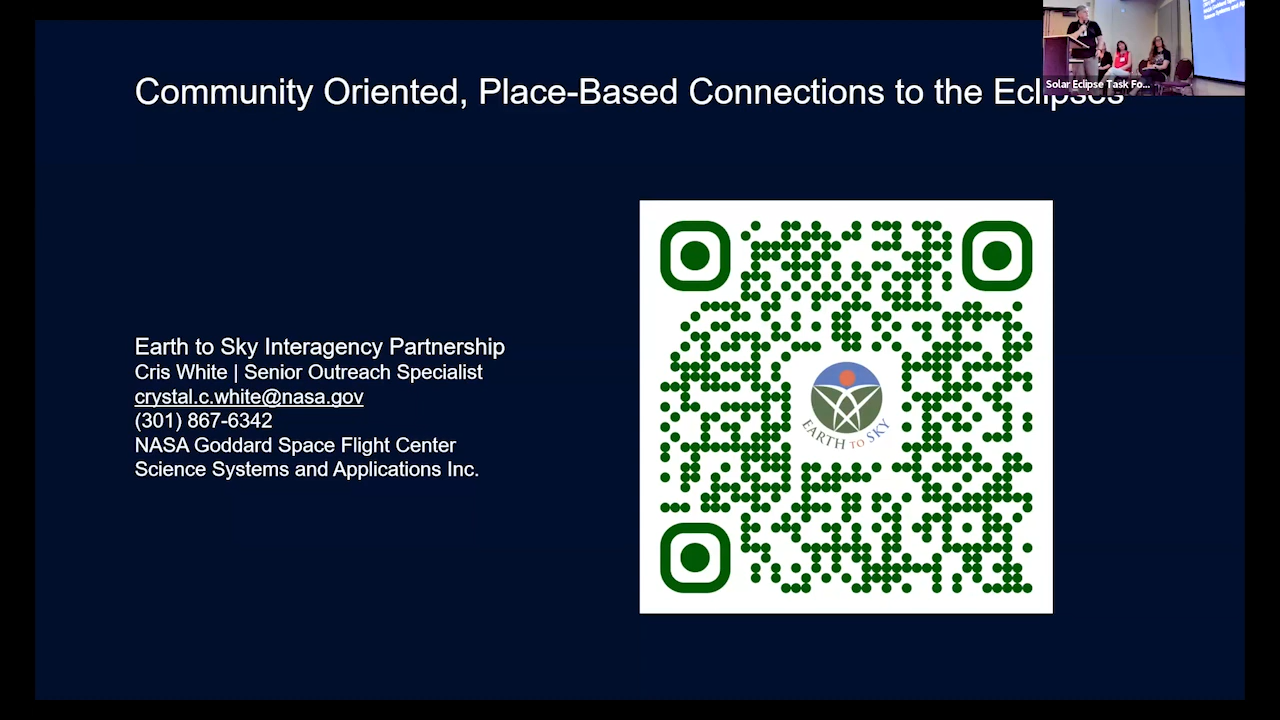 Community Oriented, Place-Based Connections to the Eclipses
Solar Eclipse Task Fo...
Earth to Sky Interagency Partnership
Cris White | Senior Outreach Specialist
crystal.c.white@nasa.gov
(301) 867-6342
NASA Goddard Space Flight Center
Science Systems and Applications Inc.
EARTH TO SKY